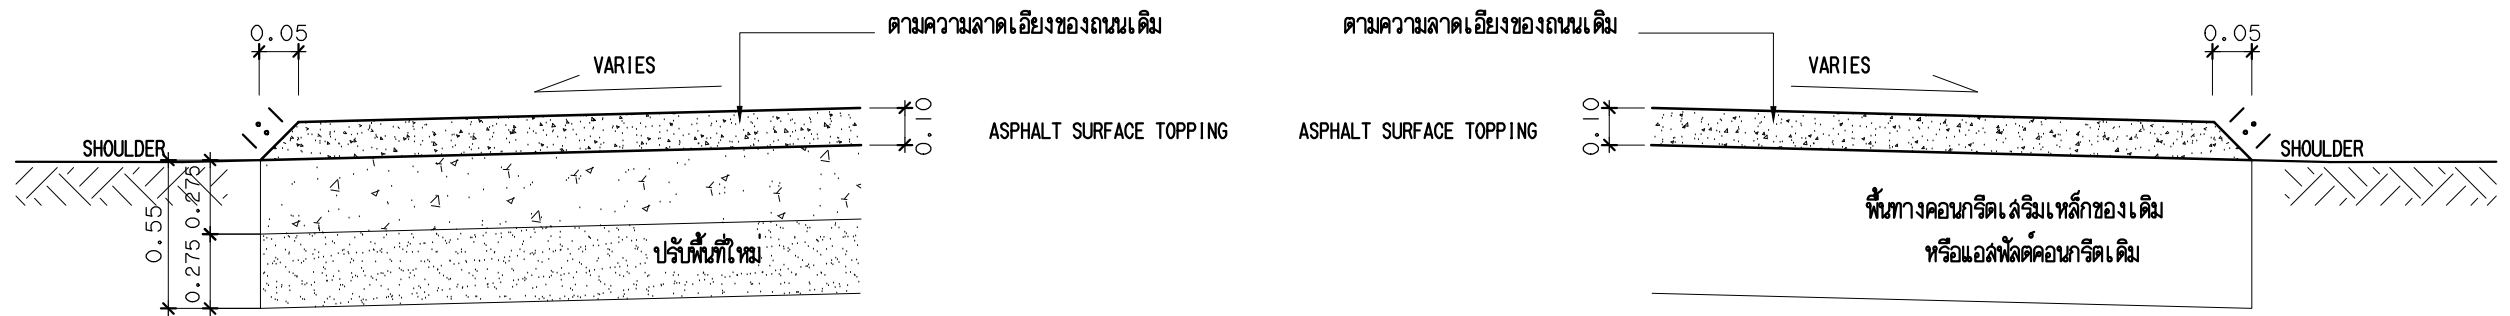 0.05
ตามความลาดเอียงของถนนเดิม
VARIES
SHOULDER
0.10
ASPHALT SURFACE TOPPING
0.275
0.55
0.275
ปรับพื้นที่ใหม่
ตามความลาดเอียงของถนนเดิม
0.05
VARIES
0.10
ASPHALT SURFACE TOPPING
SHOULDER
พื้นทางคอนกรีตเสริมเหล็กของเดิม
หรือแอสฟัลต์คอนกรีตเดิม
1:1
1:1